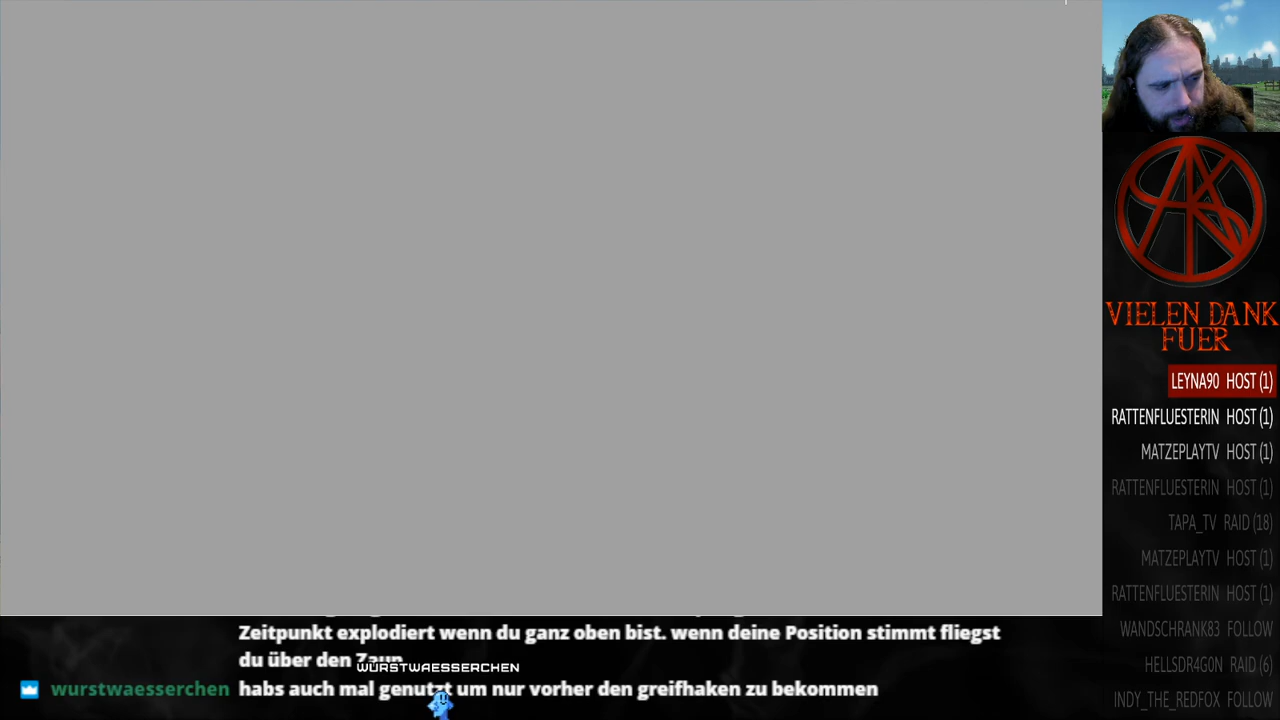 VIELEN DANK
FUER
LEYNA90 HOST (1)
RATTENFLUESTERIN HOST (1)
MATZEPLAYTV HOST (1)
RATTENFLUESTERIN HOST (1)
TAPA_TV RAID (18)
MATZEPLAYTV HOST (1)
RATTENFLUESTERIN HOST (1)
WANDSCHRANK83 FOLLOW
HELLSDR4G0N RAID (6)
INDY_THE_REDFOX FOLLOW
Zeitpunkt explodiert wenn du ganz oben bist. wenn deine Position stimmt fliegst
du über den Zaun
WURSTWAESSERCHEN
wurstwaesserchen habs auch mal genutzt um nur vorher den greifhaken zu bekommen